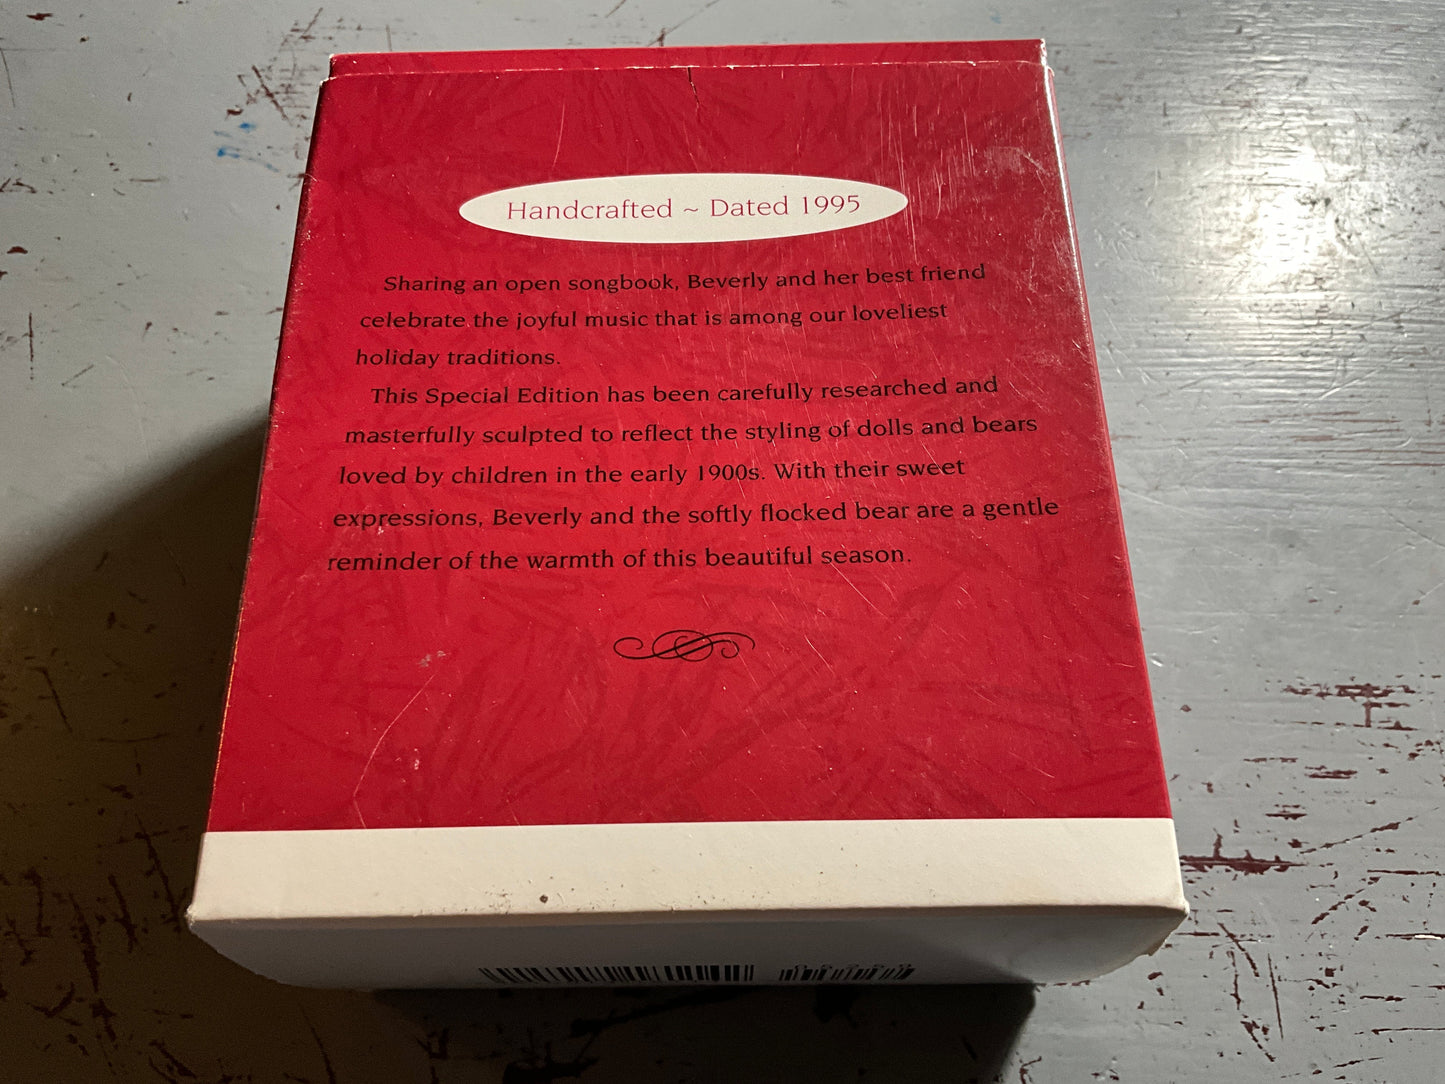 Handcrafted ~ Dated 1995
Sharing an open songbook, Beverly and her best friend
celebrate the joyful music that is among our loveliest
holiday traditions.
This Special Edition has been carefully researched and
masterfully sculpted to reflect the styling of dolls and bears
loved by children in the early 1900s. With their sweet
expressions, Beverly and the softly flocked bear are a gentle
reminder of the warmth of this beautiful season.